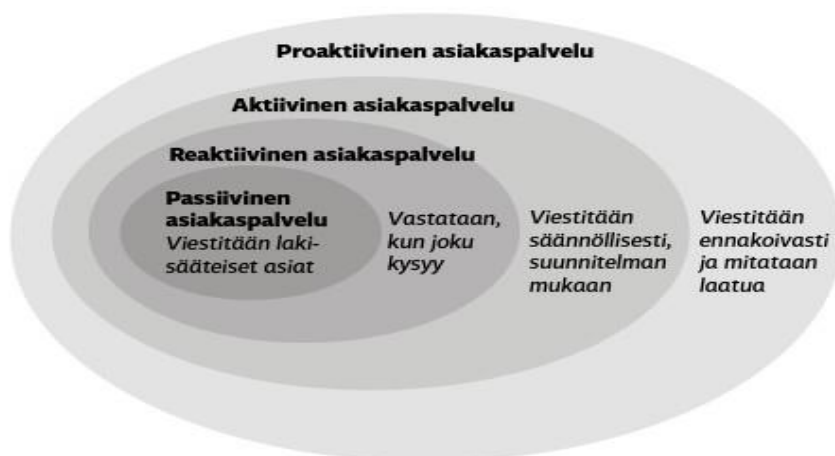 Proaktiivinen asiakaspalvelu
Aktiivinen asiakaspalvelu
Reaktiivinen asiakaspalvelu
Passiivinen
asiakaspalvelu
Viestitään laki-
sääteiset asiat
Vastataan,
kun joku
kysyy
Viestitään
säännöllisesti,
suunnitelman
mukaan
Viestitään
ennakoivasti
ja mitataan
laatua